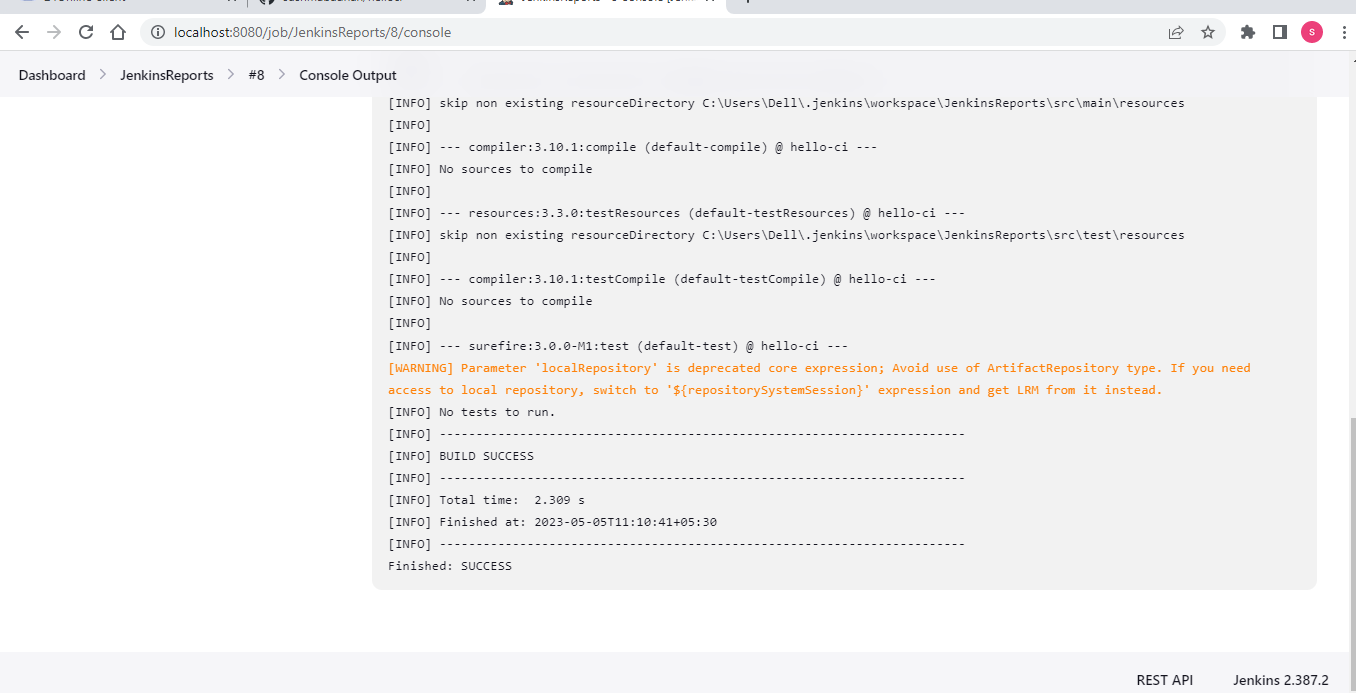 localhost:8080/job/JenkinsReports/8/console
S
Dashboard > JenkinsReports > #8 > Console Output
[INFO] skip non existing resourceDirectory C:\Users\Dell\.jenkins\workspace\JenkinsReports\src\main\resources
[INFO]
[INFO] --- compiler:3.10.1:compile (default-compile) @ hello-ci ---
[INFO] No sources to compile
[INFO]
[INFO] --- resources:3.3.0:testResources (default-testResources) @ hello-ci ---
[INFO] skip non existing resourceDirectory C:\Users\Dell\.jenkins\workspace\JenkinsReports\src\test\resources
[INFO]
[INFO] --- compiler:3.10.1:testCompile (default-testCompile) @ hello-ci ---
[INFO] No sources to compile
[INFO]
[INFO] --- surefire:3.0.0-M1:test (default-test) @ hello-ci ---
[WARNING] Parameter 'localRepository' is deprecated core expression; Avoid use of ArtifactRepository type. If you need
access to local repository, switch to '${repositorySystemSession}' expression and get LRM from it instead.
[INFO] No tests to run.
[INFO] ------------------------------------------------------------------------
[INFO] BUILD SUCCESS
[INFO] ------------------------------------------------------------------------
[INFO] Total time:  2.309 s
[INFO] Finished at: 2023-05-05T11:10:41+05:30
[INFO] ------------------------------------------------------------------------
Finished: SUCCESS
REST API
Jenkins 2.387.2